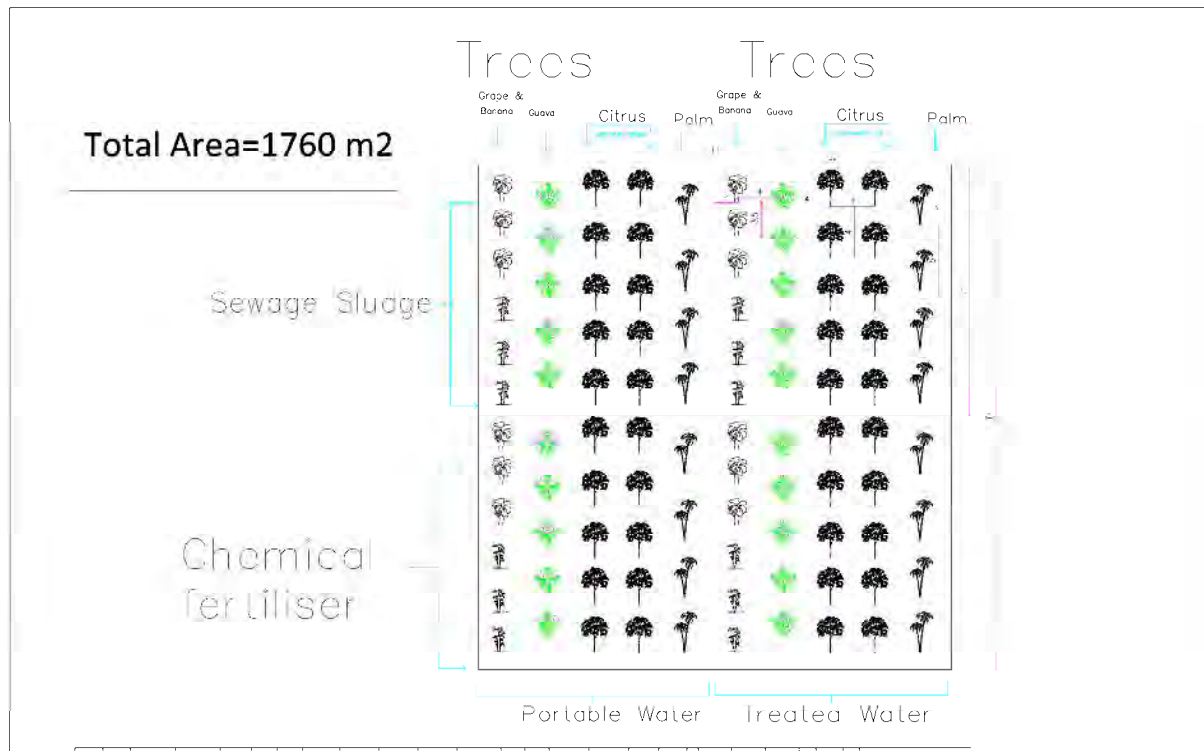 Trees Trees
Grape &
Banana Guava Citrus Palm
Grape &
Banana Guava Citrus Palm
Total Area=1760 m2
Sewage Sludge
Chemical
fertiliser
Portable Water Treated Water